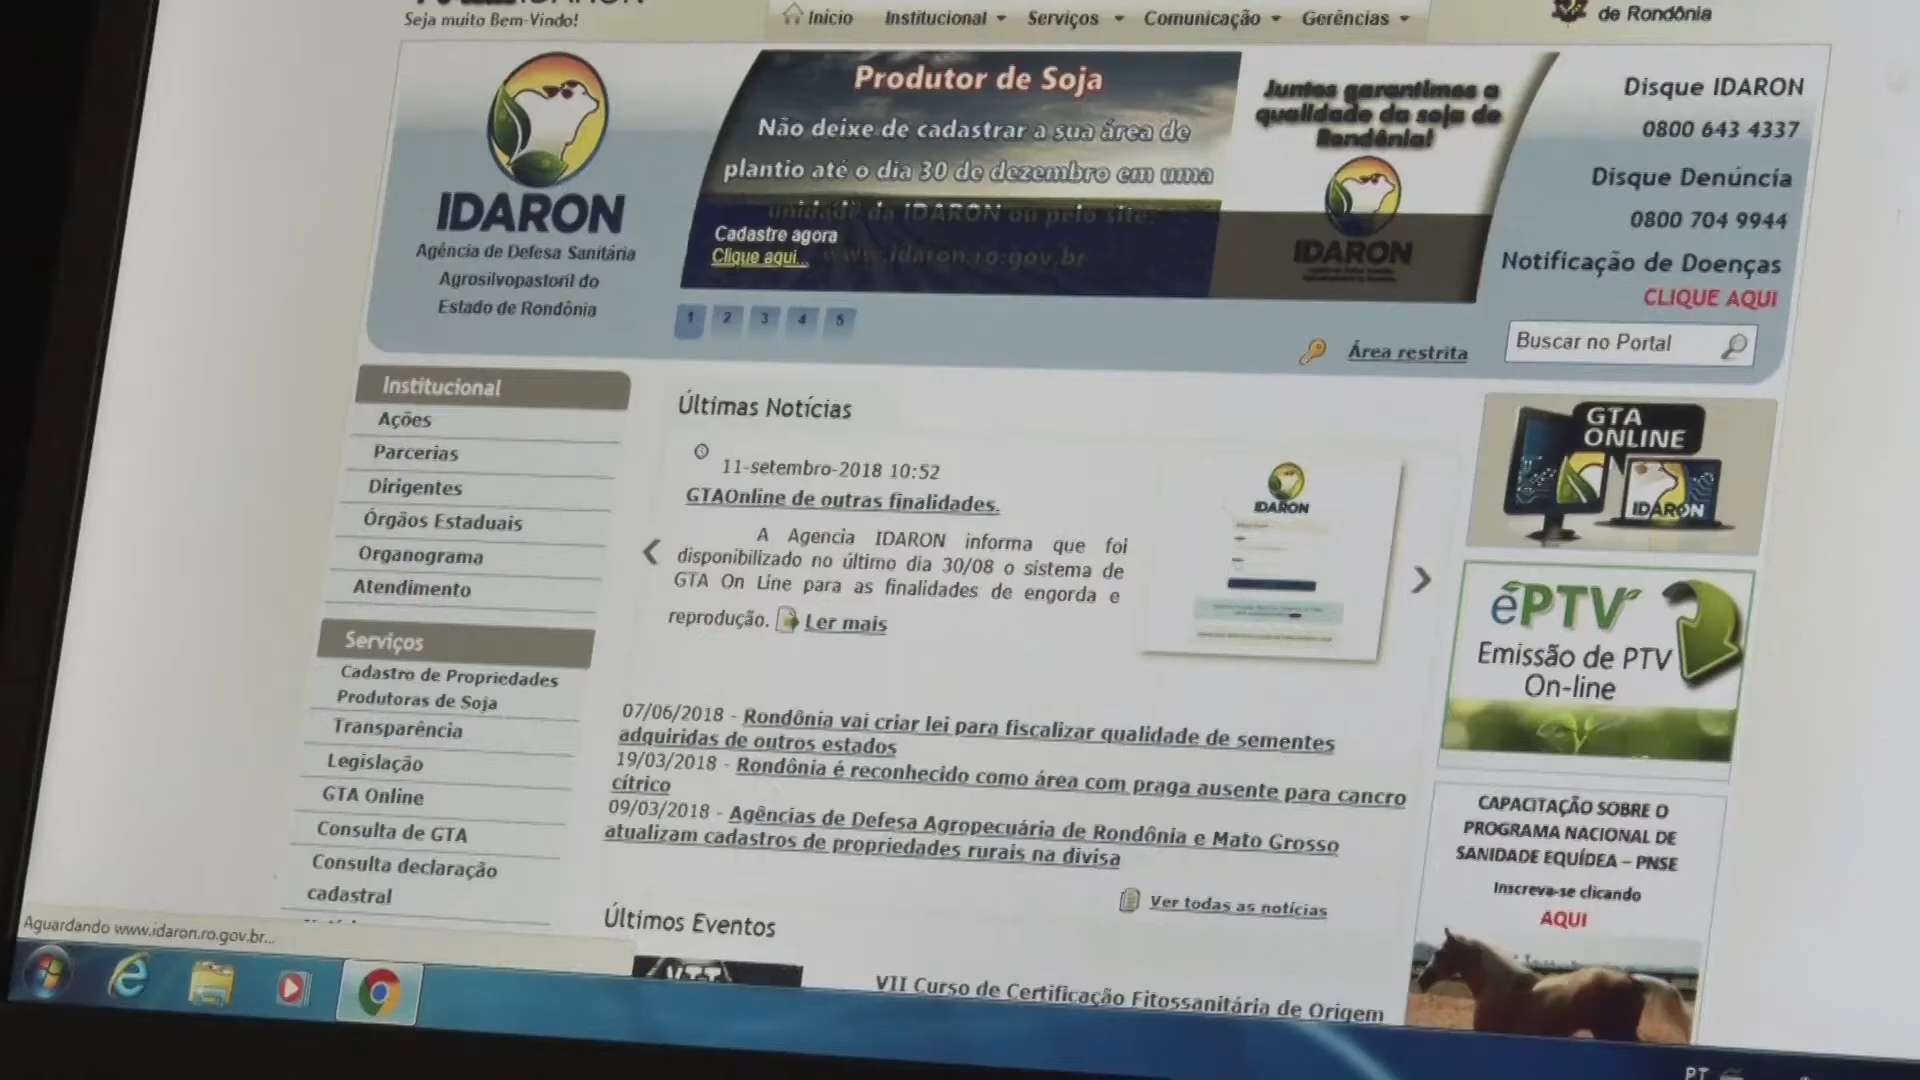 Seja muito Bem-Vindo!
Início
Institucional
Serviços
Comunicação
Gerências
de Rondônia
IDARON
Agência de Defesa Sanitária
Agrosilvopastoril do
Estado de Rondônia
Produtor de Soja
Não deixe de cadastrar a sua área de
plantio até o dia 30 de dezembro em uma
unidade da IDARON ou pelo site:
www.idaron.ro.gov.br
Cadastre agora
Clique aqui...
Juntos garantimos a
qualidade da soja de
Rondônia!
IDARON
Disque IDARON
0800 643 4337
Disque Denúncia
0800 704 9944
Notificação de Doenças
CLIQUE AQUI
1 2 3 4 5
Área restrita
Buscar no Portal
Institucional
Ações
Parcerias
Dirigentes
Órgãos Estaduais
Organograma
Atendimento
Serviços
Cadastro de Propriedades
Produtoras de Soja
Transparência
Legislação
GTA Online
Consulta de GTA
Consulta declaração
cadastral
Últimas Notícias
11-setembro-2018 10:52
GTAOnline de outras finalidades.
A Agencia IDARON informa que foi
disponibilizado no último dia 30/08 o sistema de
GTA On Line para as finalidades de engorda e
reprodução. Ler mais
IDARON
07/06/2018 - Rondônia vai criar lei para fiscalizar qualidade de sementes
adquiridas de outros estados
19/03/2018 - Rondônia é reconhecido como área com praga ausente para cancro
cítrico
09/03/2018 - Agências de Defesa Agropecuária de Rondônia e Mato Grosso
atualizam cadastros de propriedades rurais na divisa
Ver todas as notícias
Últimos Eventos
VII
VII Curso de Certificação Fitossanitária de Origem
GTA
ONLINE
IDARON
ePTV
Emissão de PTV
On-line
CAPACITAÇÃO SOBRE O
PROGRAMA NACIONAL DE
SANIDADE EQUÍDEA – PNSE
Inscreva-se clicando
AQUI
Aguardando www.idaron.ro.gov.br...
PT